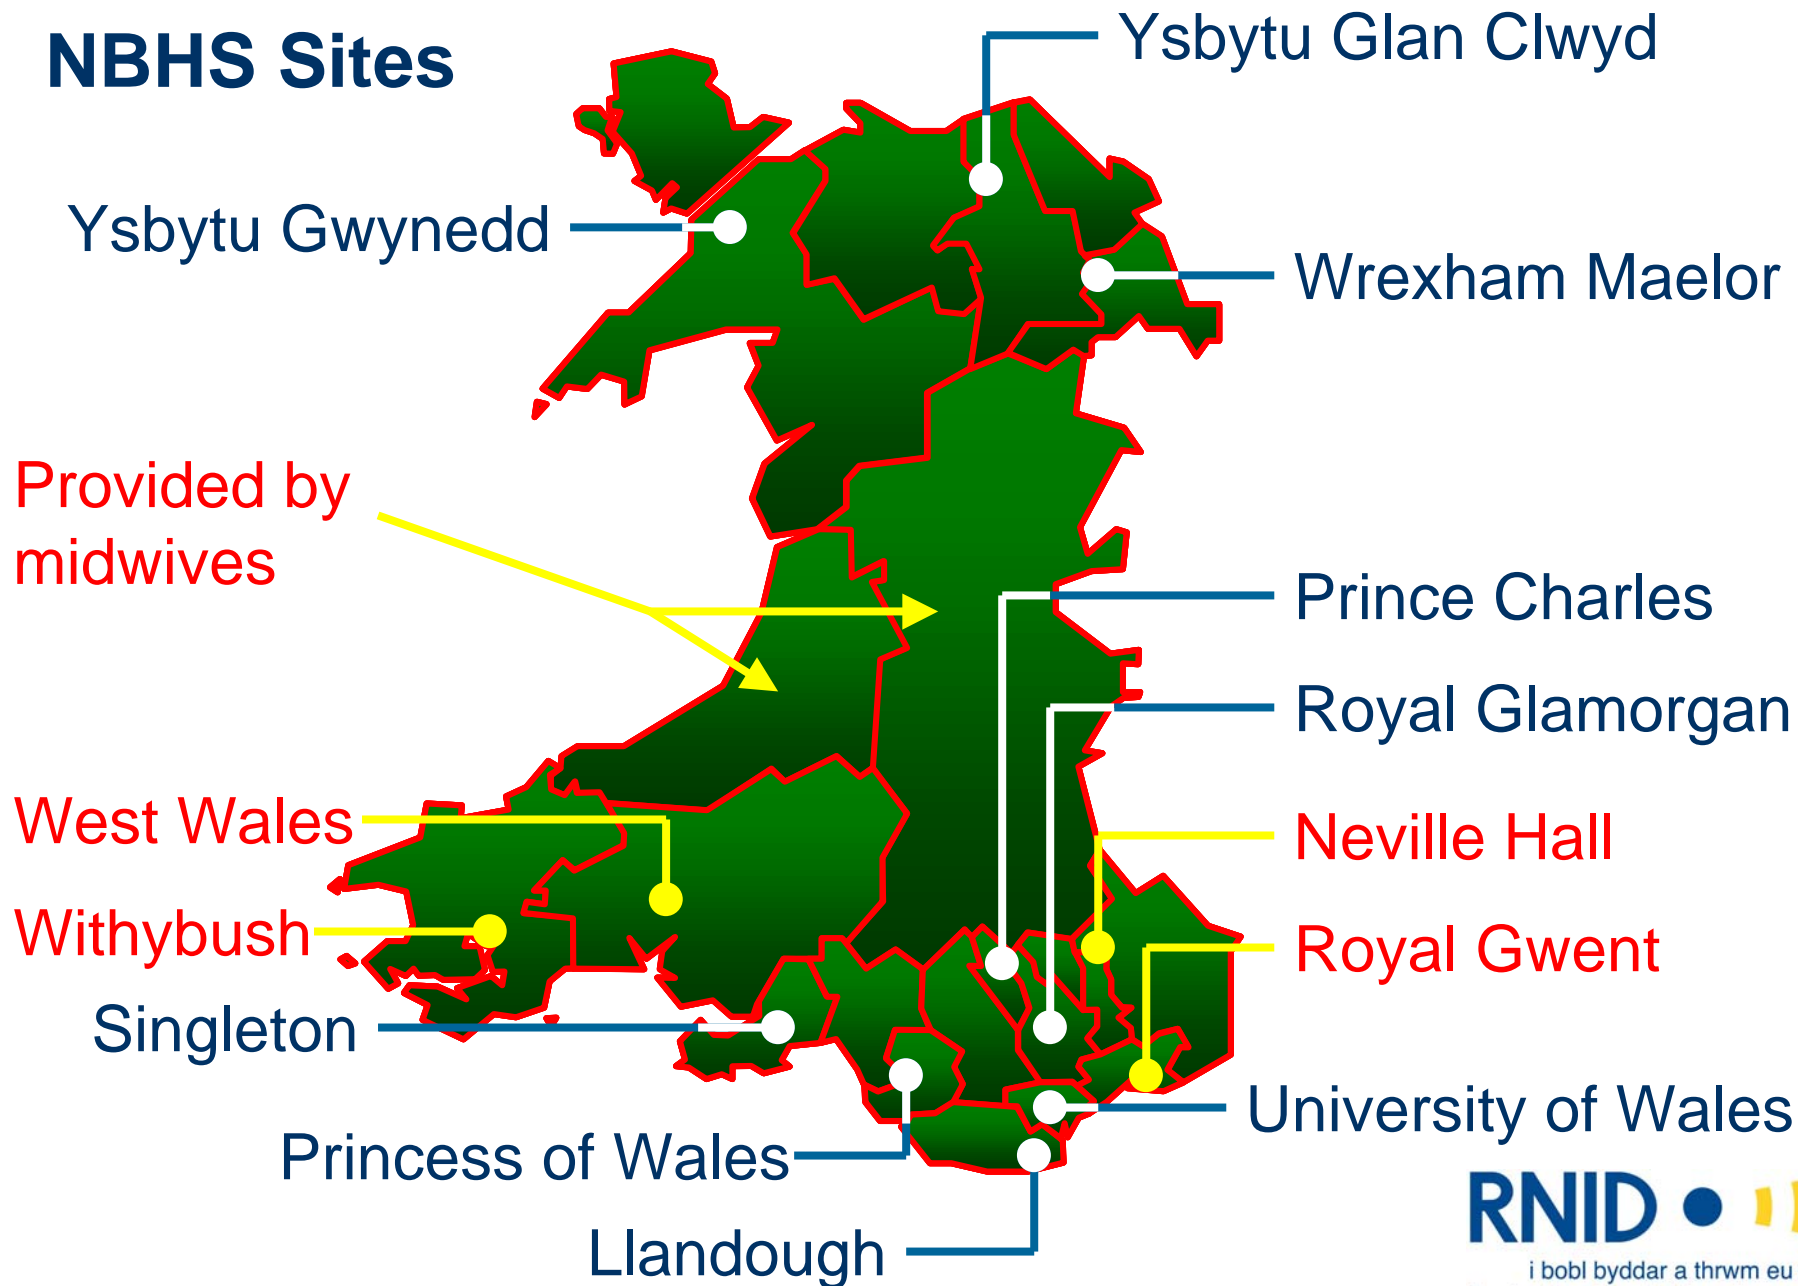 NBHS Sites
Ysbytu Glan Clwyd
Ysbytu Gwynedd
Wrexham Maelor
Provided by
midwives
Prince Charles
Royal Glamorgan
West Wales
Neville Hall
Withybush
Royal Gwent
Singleton
University of Wales
Princess of Wales
Llandough
RNID
i bobl byddar a thrwm eu